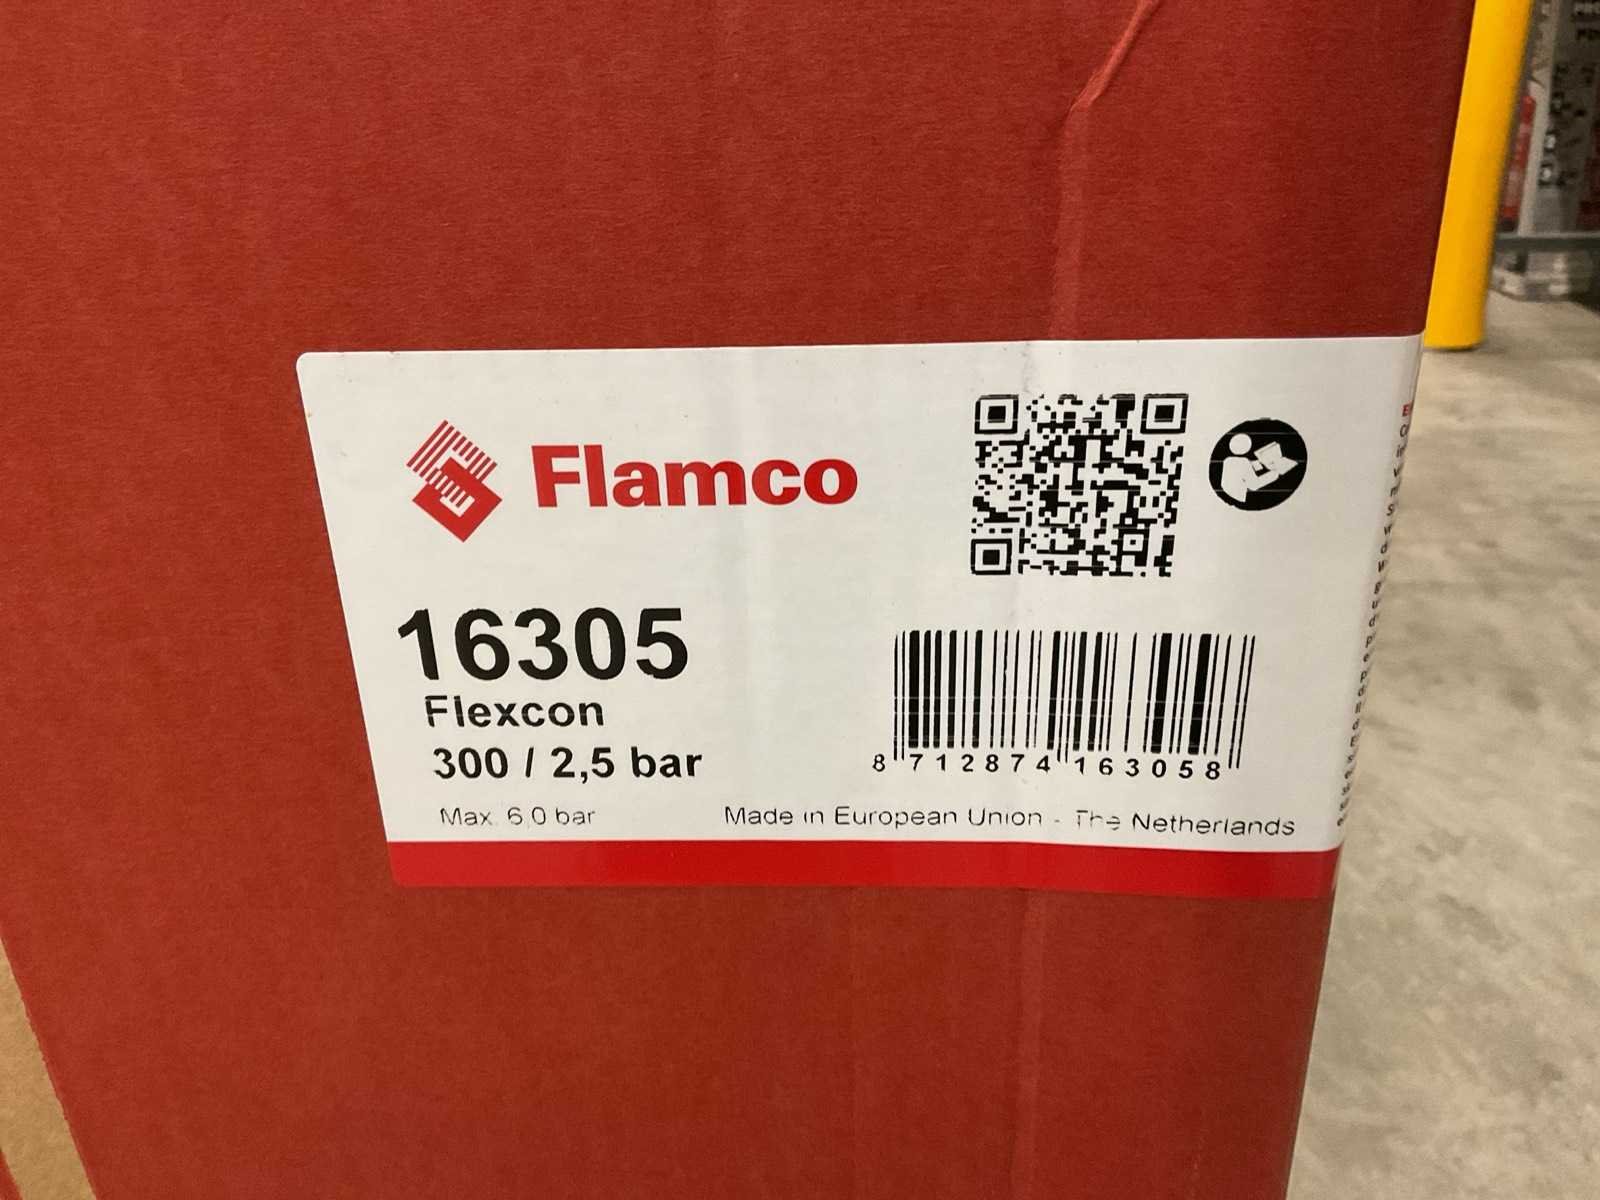 Flamco
16305
Flexcon
300 / 2,5 bar
8 712874 163058
Max. 6,0 bar
Made in European Union - The Netherlands